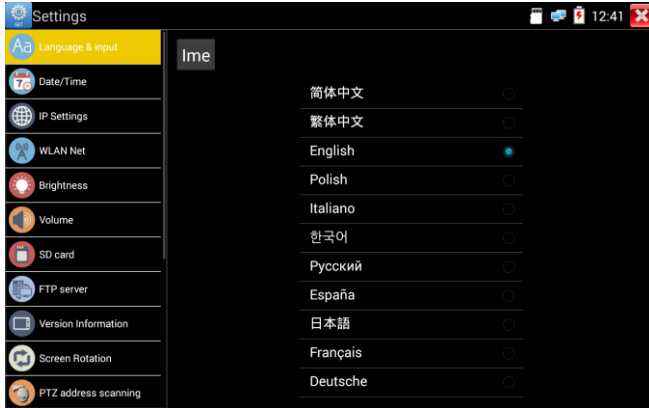 Settings
12:41
SET
Language & input
Date/Time
IP Settings
WLAN Net
Brightness
Volume
SD card
FTP server
Version Information
Screen Rotation
PTZ address scanning
Ime
简体中文
繁体中文
English
Polish
Italiano
한국어
Русский
España
日本語
Français
Deutsche